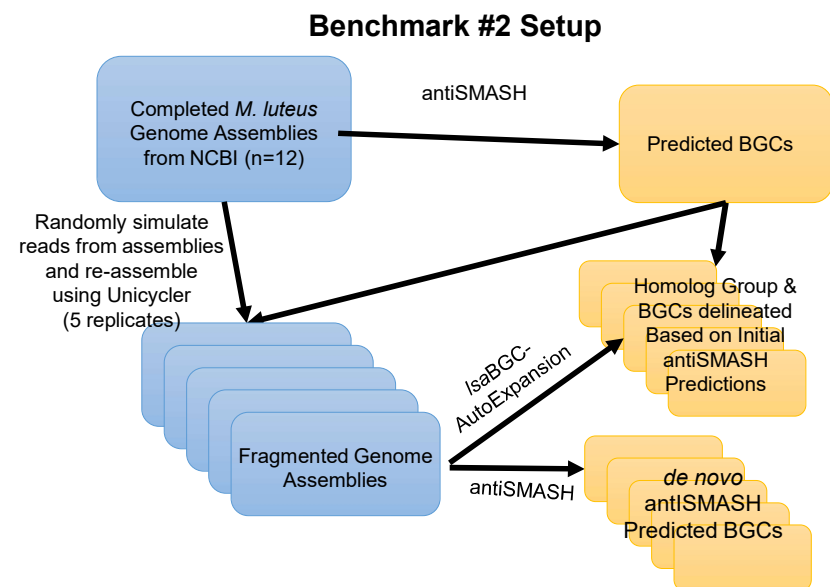 Benchmark #2 Setup
Completed M. luteus
Genome Assemblies
from NCBI (n=12)
antiSMASH
Predicted BGCs
Randomly simulate
reads from assemblies
and re-assemble
using Unicycler
(5 replicates)
Homolog Group &
BGCs delineated
Based on Initial
antiSMASH
Predictions
lsaBGC-
AutoExpansion
Fragmented Genome
Assemblies
antiSMASH
de novo
antISMASH
Predicted BGCs